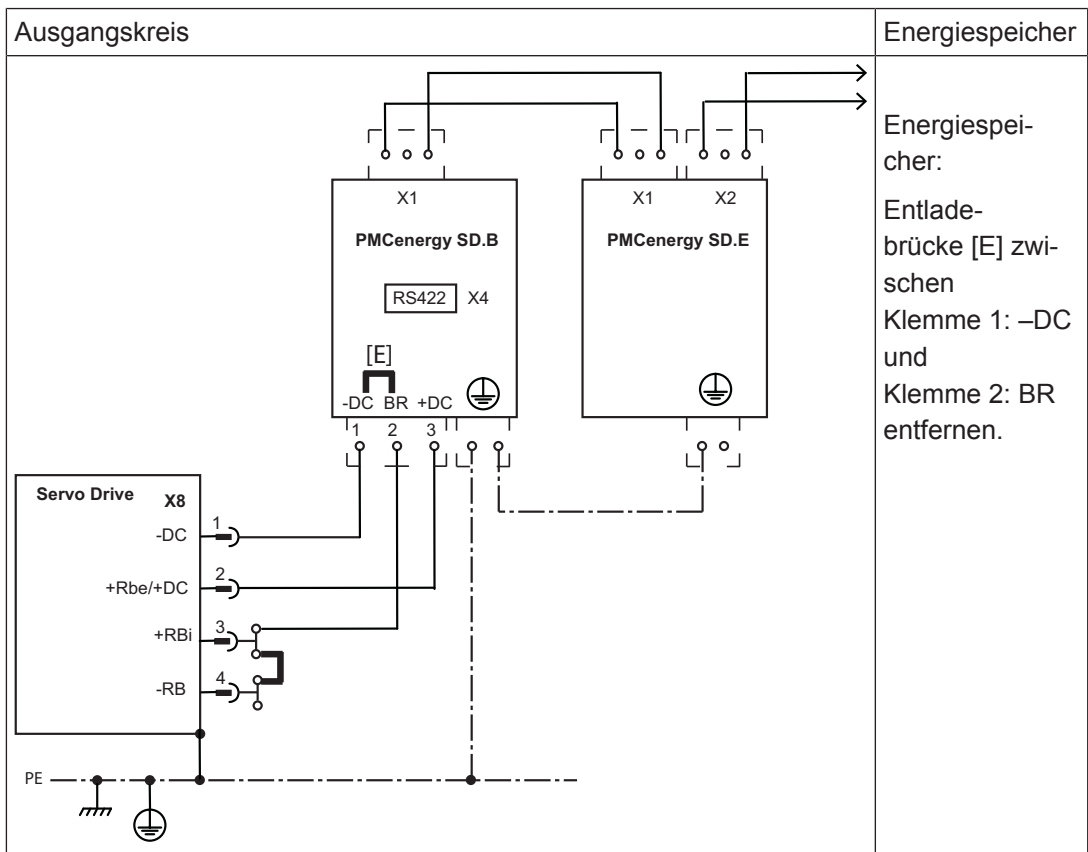 Ausgangskreis
Energiespeicher
X1
X1
X2
PMCenergy SD.B
PMCenergy SD.E
RS422
X4
[E]
-DC
BR
+DC
1
2
3
Servo Drive
X8
-DC
1
+Rbe/+DC
2
+RBi
3
-RB
4
PE
Energiespei-
cher:
Entlade-
brücke [E] zwi-
schen
Klemme 1: –DC
und
Klemme 2: BR
entfernen.